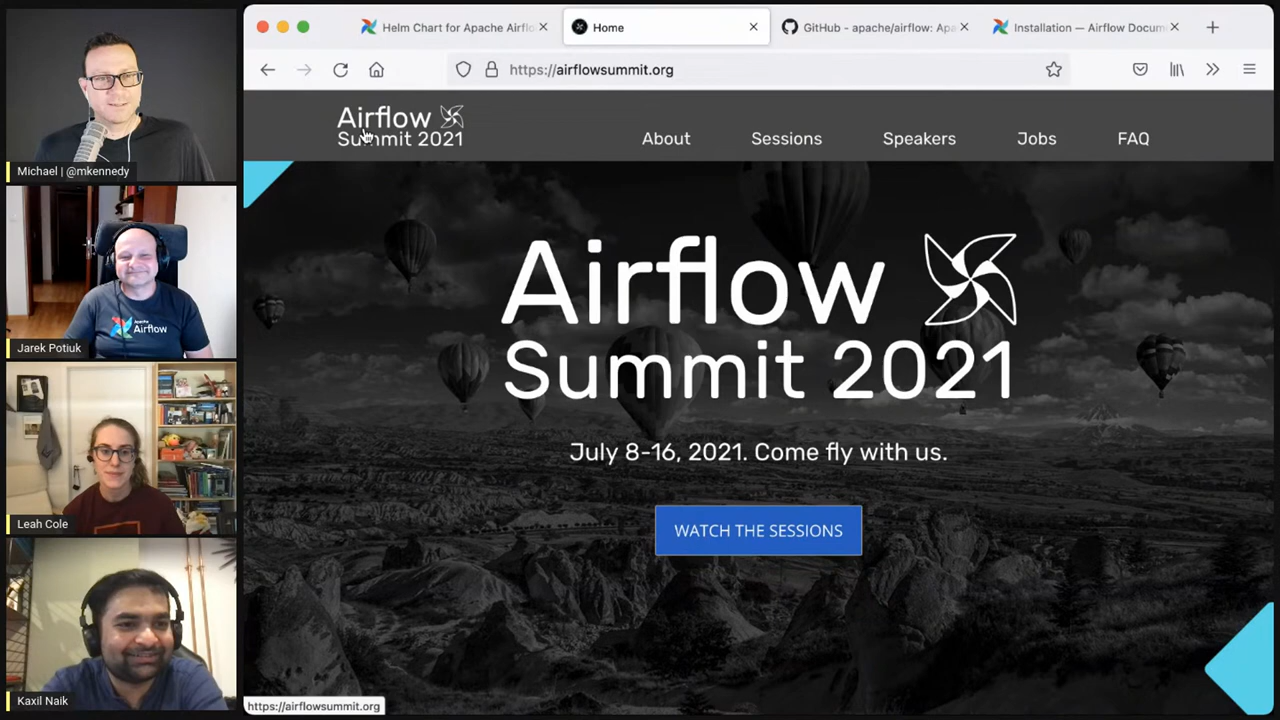 Michael | @mkennedy
Jarek Potiuk
APACHE
Airflow
Leah Cole
Kaxil Naik
Helm Chart for Apache Airflo
Home
GitHub - apache/airflow: Apa
Installation — Airflow Docum
https://airflowsummit.org
Airflow
Summit 2021
About
Sessions
Speakers
Jobs
FAQ
Airflow
Summit 2021
July 8-16, 2021. Come fly with us.
WATCH THE SESSIONS
https://airflowsummit.org